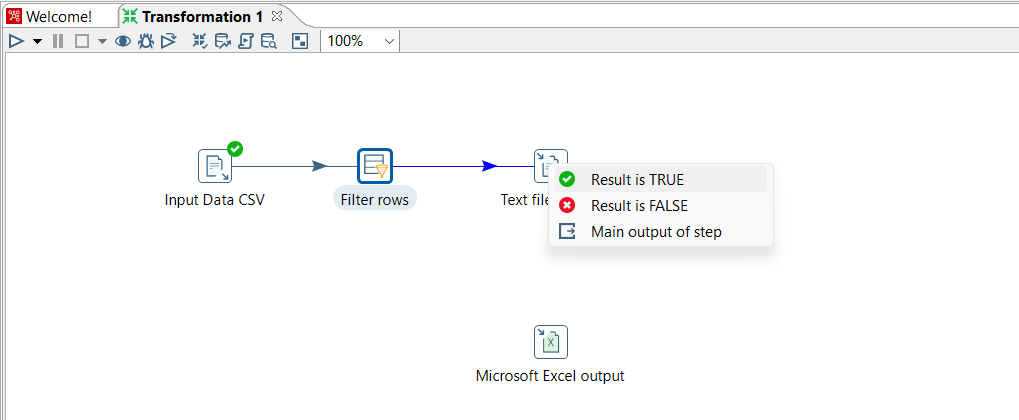 Welcome!
Transformation 1
100%
Input Data CSV
Filter rows
Text file
Result is TRUE
Result is FALSE
Main output of step
X
Microsoft Excel output